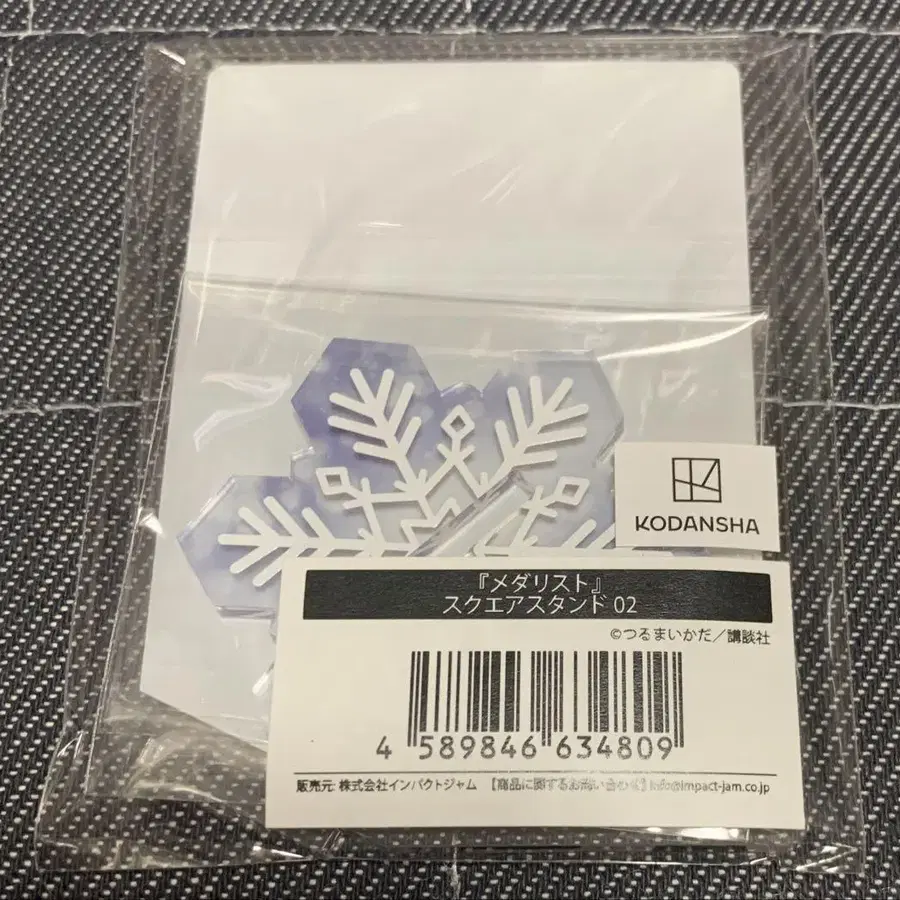 KODANSHA
『メダリスト』
スクエアスタンド 02
©つるまいかだ／講談社
4 589846 634809
販売元: 株式会社インパクトジャム 【商品に関するお問い合わせ】info@impact-jam.co.jp